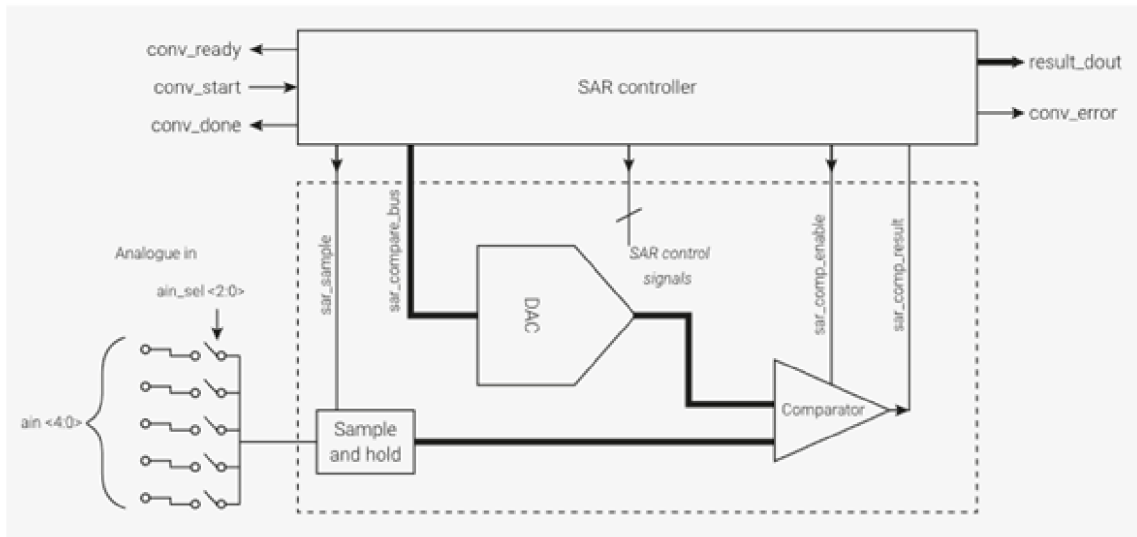 conv_ready
conv_start
conv_done
SAR controller
result_dout
conv_error
sar_sample
sar_compare_bus
SAR control
signals
sar_comp_enable
sar_comp_result
Analogue in
ain_sel <2:0>
DAC
ain <4:0>
Sample
and hold
Comparator